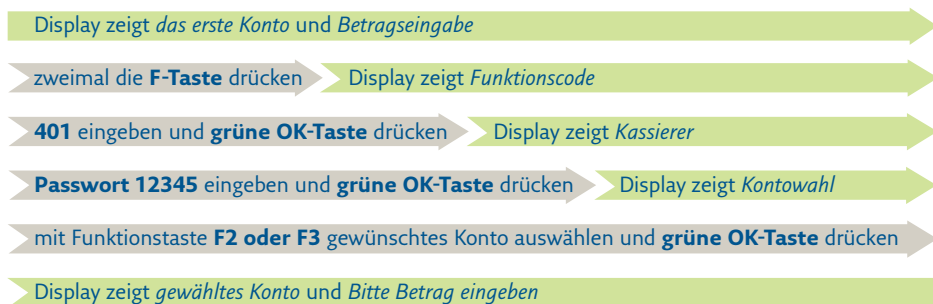 Display zeigt das erste Konto und Betragseingabe
zweimal die F-Taste drücken Display zeigt Funktionscode
401 eingeben und grüne OK-Taste drücken Display zeigt Kassierer
Passwort 12345 eingeben und grüne OK-Taste drücken Display zeigt Kontowahl
mit Funktionstaste F2 oder F3 gewünschtes Konto auswählen und grüne OK-Taste drücken
Display zeigt gewähltes Konto und Bitte Betrag eingeben